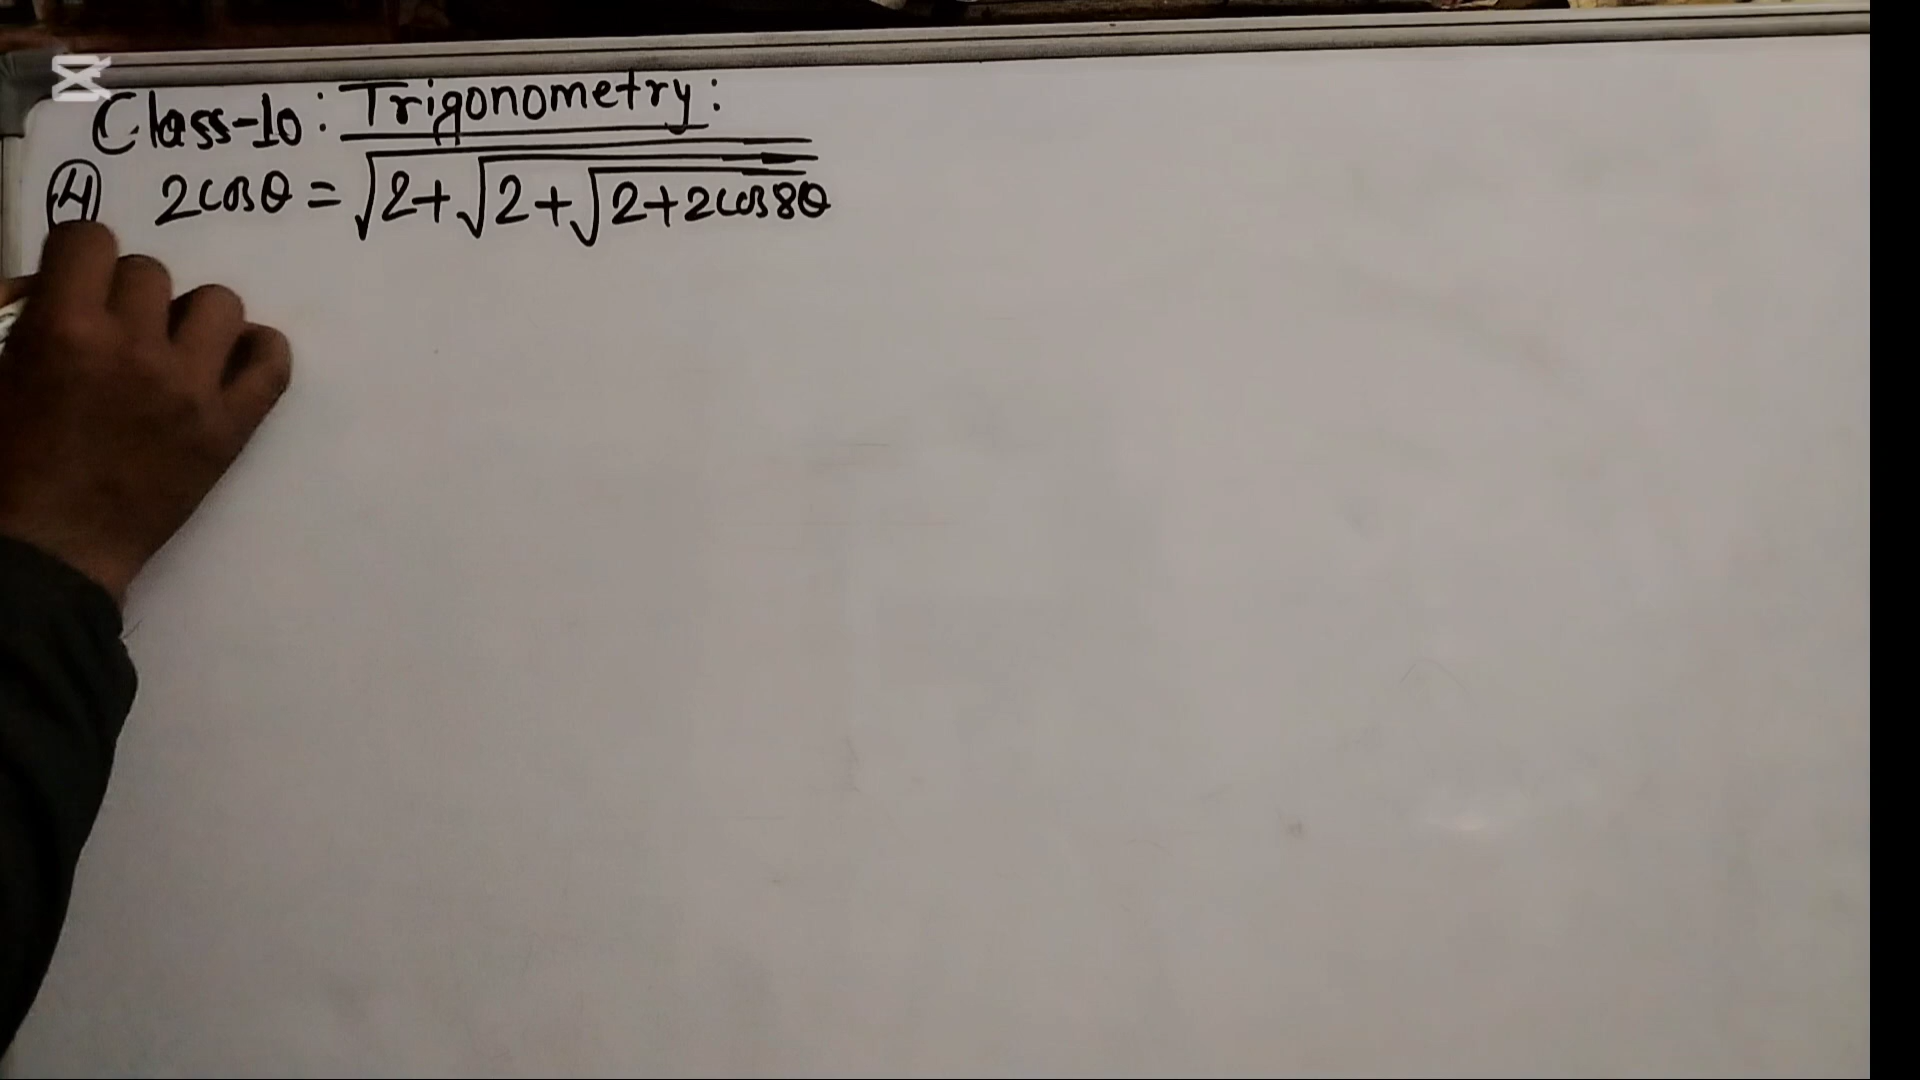 Class-10: Trigonometry:
④ 2cosθ = √(2+√(2+√(2+2cos8θ)))